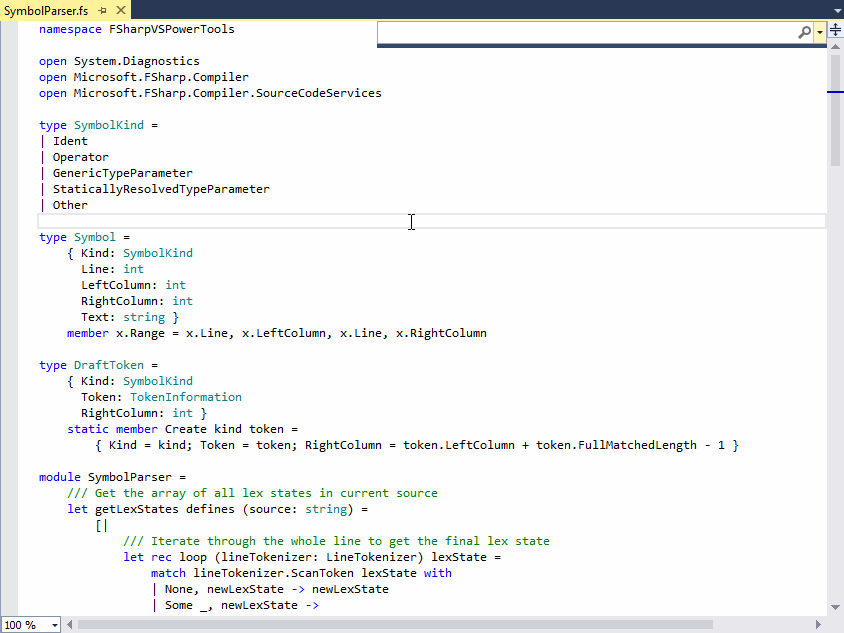 SymbolParser.fs
namespace FSharpVSPowerTools
open System.Diagnostics
open Microsoft.FSharp.Compiler
open Microsoft.FSharp.Compiler.SourceCodeServices
type SymbolKind =
| Ident
| Operator
| GenericTypeParameter
| StaticallyResolvedTypeParameter
| Other
type Symbol =
{ Kind: SymbolKind
Line: int
LeftColumn: int
RightColumn: int
Text: string }
member x.Range = x.Line, x.LeftColumn, x.Line, x.RightColumn
type DraftToken =
{ Kind: SymbolKind
Token: TokenInformation
RightColumn: int }
static member Create kind token =
{ Kind = kind; Token = token; RightColumn = token.LeftColumn + token.FullMatchedLength - 1 }
module SymbolParser =
/// Get the array of all lex states in current source
let getLexStates defines (source: string) =
[|
/// Iterate through the whole line to get the final lex state
let rec loop (lineTokenizer: LineTokenizer) lexState =
match lineTokenizer.ScanToken lexState with
| None, newLexState -> newLexState
| Some _, newLexState ->
100 %